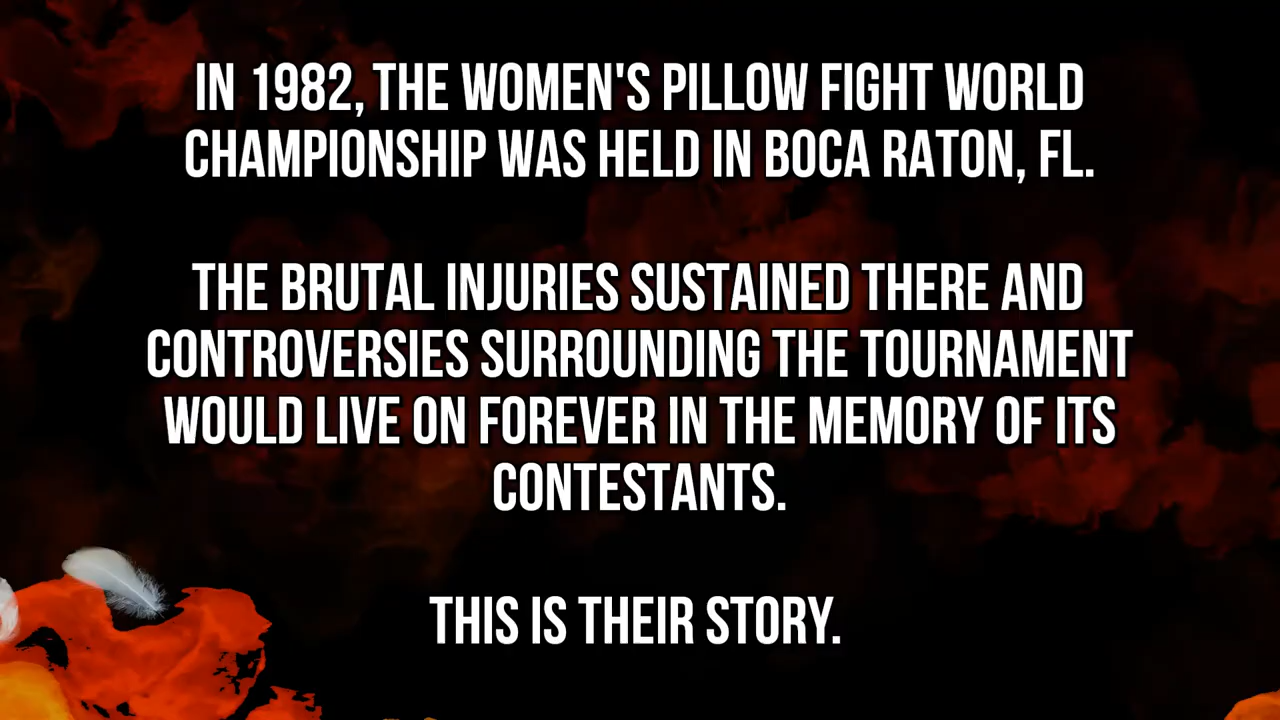 IN 1982, THE WOMEN'S PILLOW FIGHT WORLD
CHAMPIONSHIP WAS HELD IN BOCA RATON, FL.
THE BRUTAL INJURIES SUSTAINED THERE AND
CONTROVERSIES SURROUNDING THE TOURNAMENT
WOULD LIVE ON FOREVER IN THE MEMORY OF ITS
CONTESTANTS.
THIS IS THEIR STORY.